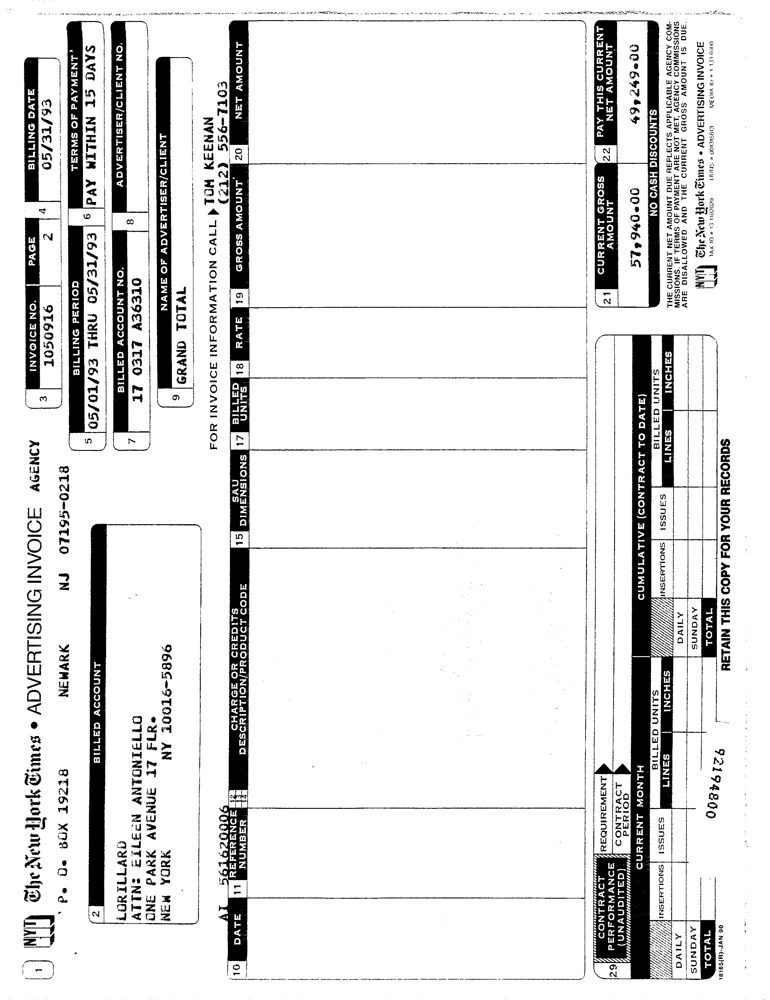 1 NYT The New York Times • ADVERTISING INVOICE AGENCY
P. O. BOX 19218 NEWARK NJ 07195-0218
3 INVOICE NO. PAGE 4 BILLING DATE
1050916 2 05/31/93
5 BILLING PERIOD 6 TERMS OF PAYMENT
05/01/93 THRU 05/31/93 PAY WITHIN 15 DAYS
7 BILLED ACCOUNT NO. 8 ADVERTISER/CLIENT NO.
17 0317 A36310
9 NAME OF ADVERTISER/CLIENT
GRAND TOTAL
2 BILLED ACCOUNT
LORILLARD
ATTN: EILEEN ANTONIELLO
ONE PARK AVENUE 17 FLR.
NEW YORK NY 10016-5896
FOR INVOICE INFORMATION CALL ▶ TOM KEENAN
(212) 556-7103
AI 561620006
10 DATE 11 REFERENCE NUMBER 12 14 CHARGE OR CREDITS DESCRIPTION/PRODUCT CODE 15 SAU DIMENSIONS 17 BILLED UNITS 18 RATE 19 GROSS AMOUNT 20 NET AMOUNT
29 CONTRACT PERFORMANCE (UNAUDITED)
REQUIREMENT
CONTRACT PERIOD
CURRENT MONTH CUMULATIVE (CONTRACT TO DATE)
INSERTIONS ISSUES BILLED UNITS LINES INCHES INSERTIONS ISSUES BILLED UNITS LINES INCHES
DAILY DAILY
SUNDAY SUNDAY
TOTAL TOTAL
21 CURRENT GROSS AMOUNT 22 PAY THIS CURRENT NET AMOUNT
57,940.00 49,249.00
NO CASH DISCOUNTS
THE CURRENT NET AMOUNT DUE REFLECTS APPLICABLE AGENCY COM-
MISSIONS. IF TERMS OF PAYMENT ARE NOT MET, AGENCY COMMISSIONS
ARE DISALLOWED AND THE CURRENT GROSS AMOUNT IS DUE.
NYT The New York Times • ADVERTISING INVOICE
16165(R)-JAN 90
92194800
RETAIN THIS COPY FOR YOUR RECORDS